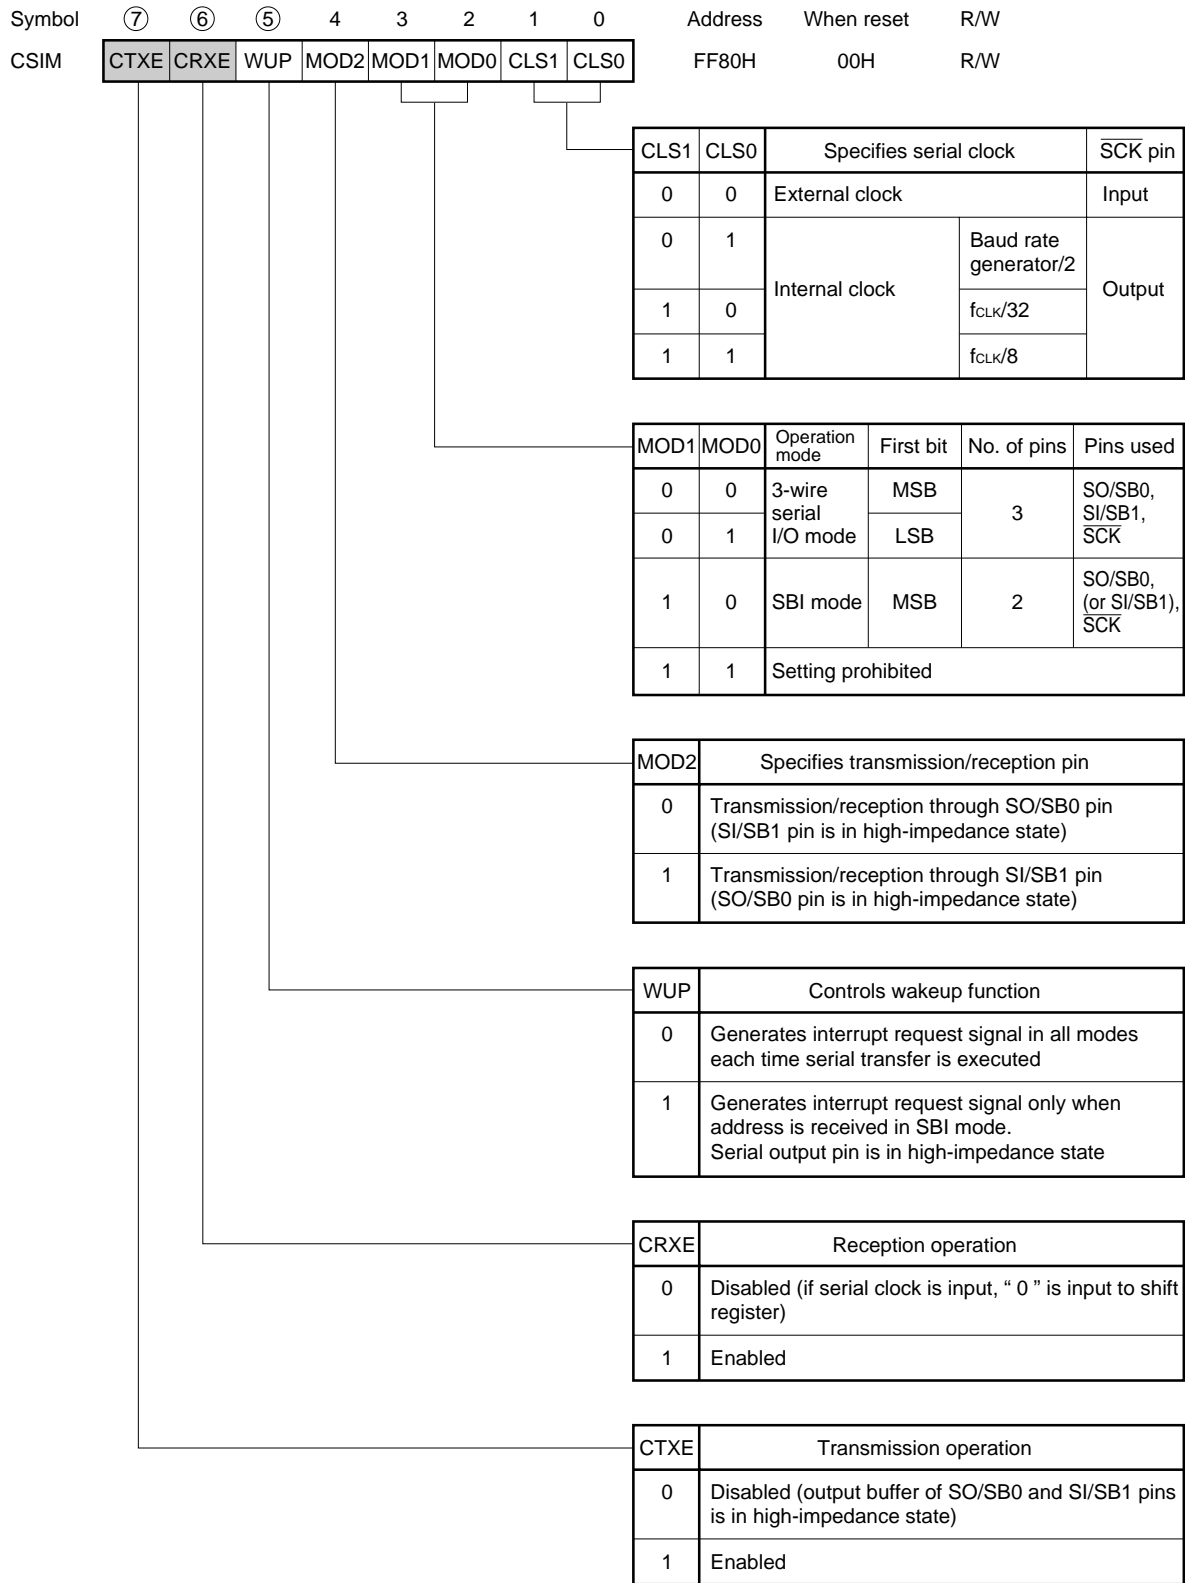 Symbol ⑦ ⑥ ⑤ 4 3 2 1 0 Address When reset R/W
CSIM CTXE CRXE WUP MOD2 MOD1 MOD0 CLS1 CLS0 FF80H 00H R/W
CLS1 CLS0 Specifies serial clock SCK pin
0 0 External clock Input
0 1 Internal clock Baud rate
generator/2 Output
1 0 fCLK/32
1 1 fCLK/8
MOD1 MOD0 Operation
mode First bit No. of pins Pins used
0 0 3-wire
serial
I/O mode MSB 3 SO/SB0,
SI/SB1,
SCK
0 1 LSB
1 0 SBI mode MSB 2 SO/SB0,
(or SI/SB1),
SCK
1 1 Setting prohibited
MOD2 Specifies transmission/reception pin
0 Transmission/reception through SO/SB0 pin
(SI/SB1 pin is in high-impedance state)
1 Transmission/reception through SI/SB1 pin
(SO/SB0 pin is in high-impedance state)
WUP Controls wakeup function
0 Generates interrupt request signal in all modes
each time serial transfer is executed
1 Generates interrupt request signal only when
address is received in SBI mode.
Serial output pin is in high-impedance state
CRXE Reception operation
0 Disabled (if serial clock is input, “ 0 ” is input to shift
register)
1 Enabled
CTXE Transmission operation
0 Disabled (output buffer of SO/SB0 and SI/SB1 pins
is in high-impedance state)
1 Enabled